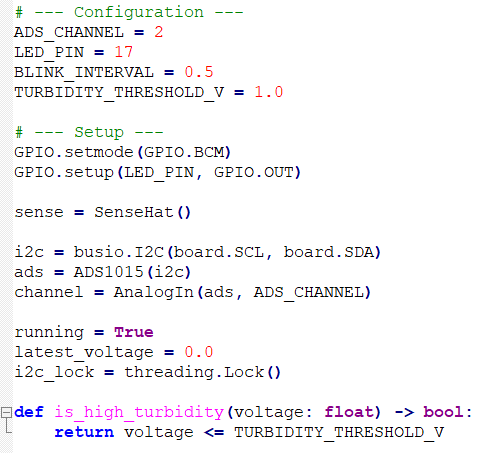 # --- Configuration ---
ADS_CHANNEL = 2
LED_PIN = 17
BLINK_INTERVAL = 0.5
TURBIDITY_THRESHOLD_V = 1.0
# --- Setup ---
GPIO.setmode(GPIO.BCM)
GPIO.setup(LED_PIN, GPIO.OUT)
sense = SenseHat()
i2c = busio.I2C(board.SCL, board.SDA)
ads = ADS1015(i2c)
channel = AnalogIn(ads, ADS_CHANNEL)
running = True
latest_voltage = 0.0
i2c_lock = threading.Lock()
def is_high_turbidity(voltage: float) -> bool:
    return voltage <= TURBIDITY_THRESHOLD_V